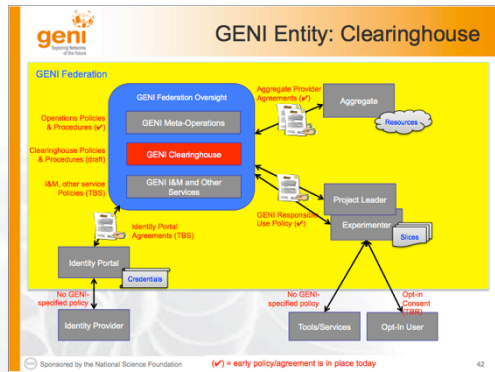 geni
Exploring Networks
of the Future
GENI Entity: Clearinghouse
GENI Federation
GENI Federation Oversight
Operations Policies
& Procedures (✔)
GENI Meta-Operations
Clearinghouse Policies
& Procedures (draft)
GENI Clearinghouse
I&M, other service
Policies (TBS)
GENI I&M and Other
Services
Aggregate Provider
Agreements (✔)
Aggregate
Resources
Project Leader
GENI Responsible
Use Policy (✔)
Experimenter
Slices
Identity Portal
Agreements (TBS)
Identity Portal
Credentials
No GENI-
specified policy
Identity Provider
No GENI-
specified policy
Opt-in
Consent
(TBR)
Tools/Services
Opt-In User
Sponsored by the National Science Foundation
(✔) = early policy/agreement is in place today
42